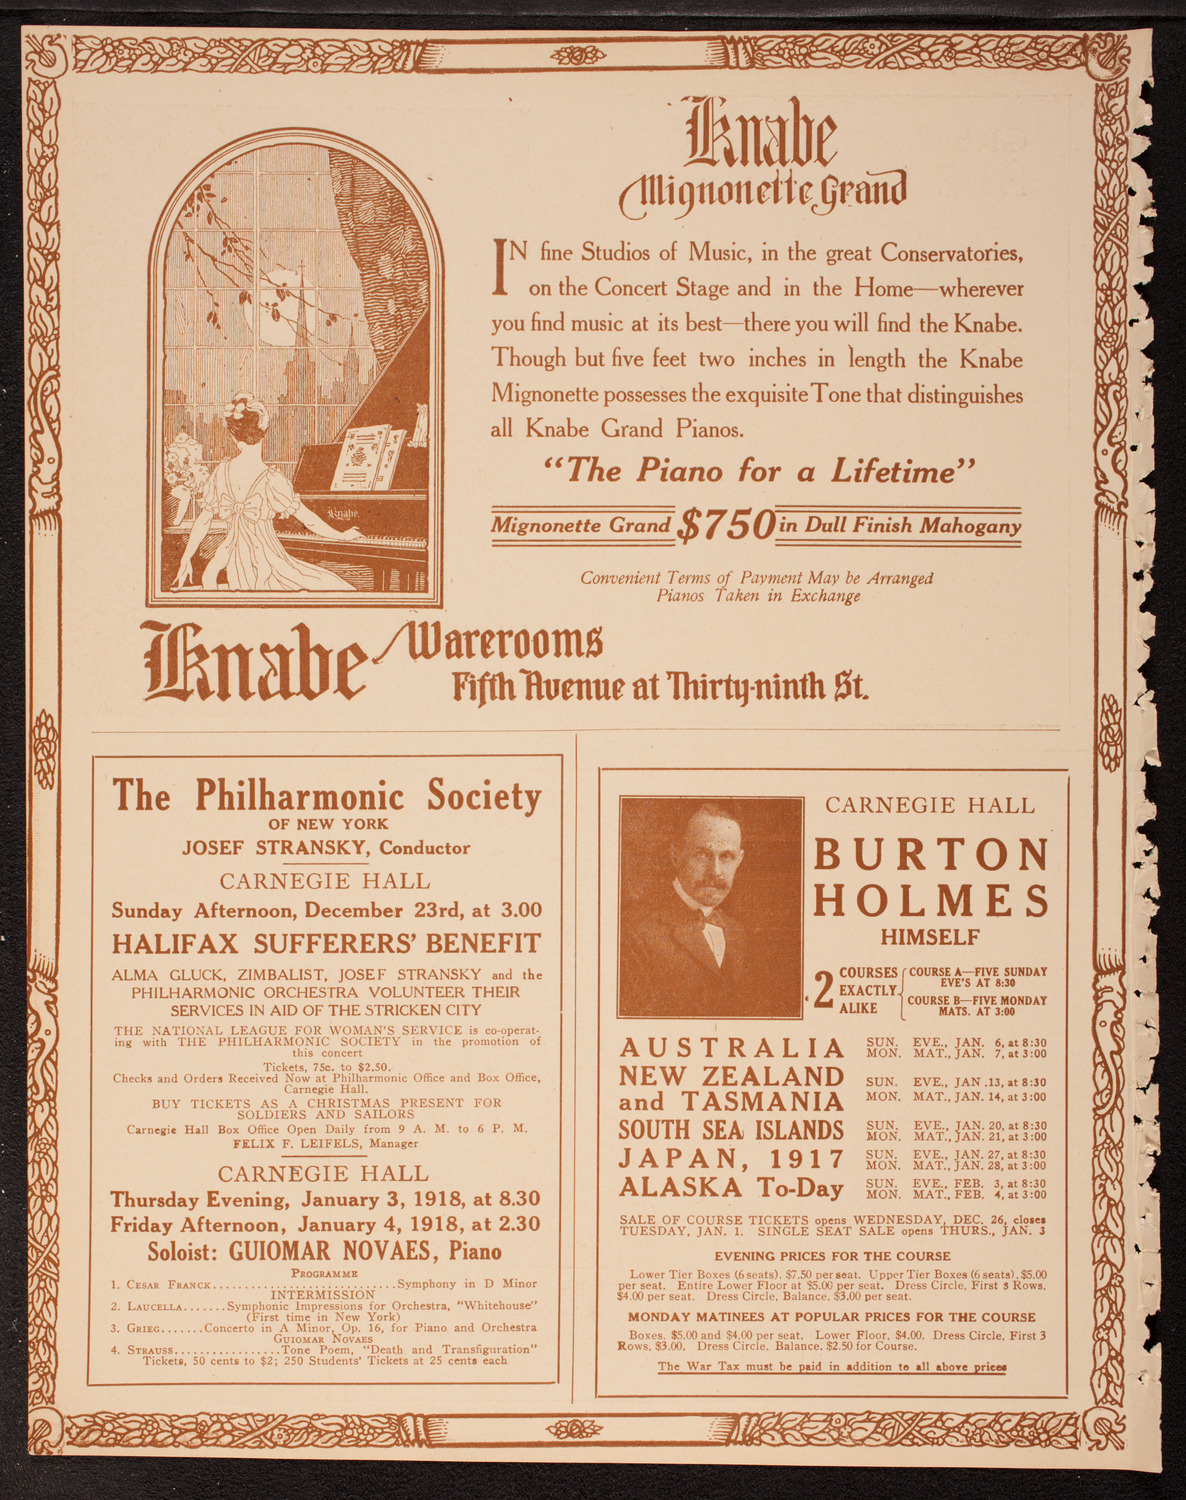 Knabe
Mignonette Grand
IN fine Studios of Music, in the great Conservatories,
on the Concert Stage and in the Home—wherever
you find music at its best—there you will find the Knabe.
Though but five feet two inches in length the Knabe
Mignonette possesses the exquisite Tone that distinguishes
all Knabe Grand Pianos.
"The Piano for a Lifetime"
Mignonette Grand $750 in Dull Finish Mahogany
Convenient Terms of Payment May be Arranged
Pianos Taken in Exchange
Knabe
Knabe Warerooms
Fifth Avenue at Thirty-ninth St.
The Philharmonic Society
OF NEW YORK
JOSEF STRANSKY, Conductor
CARNEGIE HALL
Sunday Afternoon, December 23rd, at 3.00
HALIFAX SUFFERERS' BENEFIT
ALMA GLUCK, ZIMBALIST, JOSEF STRANSKY and the
PHILHARMONIC ORCHESTRA VOLUNTEER THEIR
SERVICES IN AID OF THE STRICKEN CITY
THE NATIONAL LEAGUE FOR WOMAN'S SERVICE is co-operat-
ing with THE PHILHARMONIC SOCIETY in the promotion of
this concert
Tickets, 75c. to $2.50.
Checks and Orders Received Now at Philharmonic Office and Box Office,
Carnegie Hall.
BUY TICKETS AS A CHRISTMAS PRESENT FOR
SOLDIERS AND SAILORS
Carnegie Hall Box Office Open Daily from 9 A. M. to 6 P. M.
FELIX F. LEIFELS, Manager
CARNEGIE HALL
Thursday Evening, January 3, 1918, at 8.30
Friday Afternoon, January 4, 1918, at 2.30
Soloist: GUIOMAR NOVAES, Piano
PROGRAMME
1. CESAR FRANCK............................Symphony in D Minor
INTERMISSION
2. LAUCELLA.......Symphonic Impressions for Orchestra, "Whitehouse"
(First time in New York)
3. GRIEG.......Concerto in A Minor, Op. 16, for Piano and Orchestra
GUIOMAR NOVAES
4. STRAUSS.................Tone Poem, "Death and Transfiguration"
Tickets, 50 cents to $2; 250 Students' Tickets at 25 cents each
CARNEGIE HALL
BURTON
HOLMES
HIMSELF
2 COURSES EXACTLY ALIKE
COURSE A—FIVE SUNDAY
EVE'S AT 8:30
COURSE B—FIVE MONDAY
MATS. AT 3:00
AUSTRALIA SUN. EVE., JAN. 6, at 8:30
MON. MAT., JAN. 7, at 3:00
NEW ZEALAND SUN. EVE., JAN .13, at 8:30
and TASMANIA MON. MAT., JAN. 14, at 3:00
SOUTH SEA ISLANDS SUN. EVE., JAN. 20, at 8:30
MON. MAT., JAN. 21, at 3:00
JAPAN, 1917 SUN. EVE., JAN. 27, at 8:30
MON. MAT., JAN. 28, at 3:00
ALASKA To-Day SUN. EVE., FEB. 3, at 8:30
MON. MAT., FEB. 4, at 3:00
SALE OF COURSE TICKETS opens WEDNESDAY, DEC. 26, closes
TUESDAY, JAN. 1. SINGLE SEAT SALE opens THURS., JAN. 3
EVENING PRICES FOR THE COURSE
Lower Tier Boxes (6 seats), $7.50 per seat. Upper Tier Boxes (6 seats), $5.00
per seat. Entire Lower Floor at $5.00 per seat. Dress Circle, First 3 Rows,
$4.00 per seat. Dress Circle, Balance, $3.00 per seat.
MONDAY MATINEES AT POPULAR PRICES FOR THE COURSE
Boxes, $5.00 and $4.00 per seat. Lower Floor, $4.00. Dress Circle, First 3
Rows, $3.00. Dress Circle, Balance, $2.50 for Course.
The War Tax must be paid in addition to all above prices